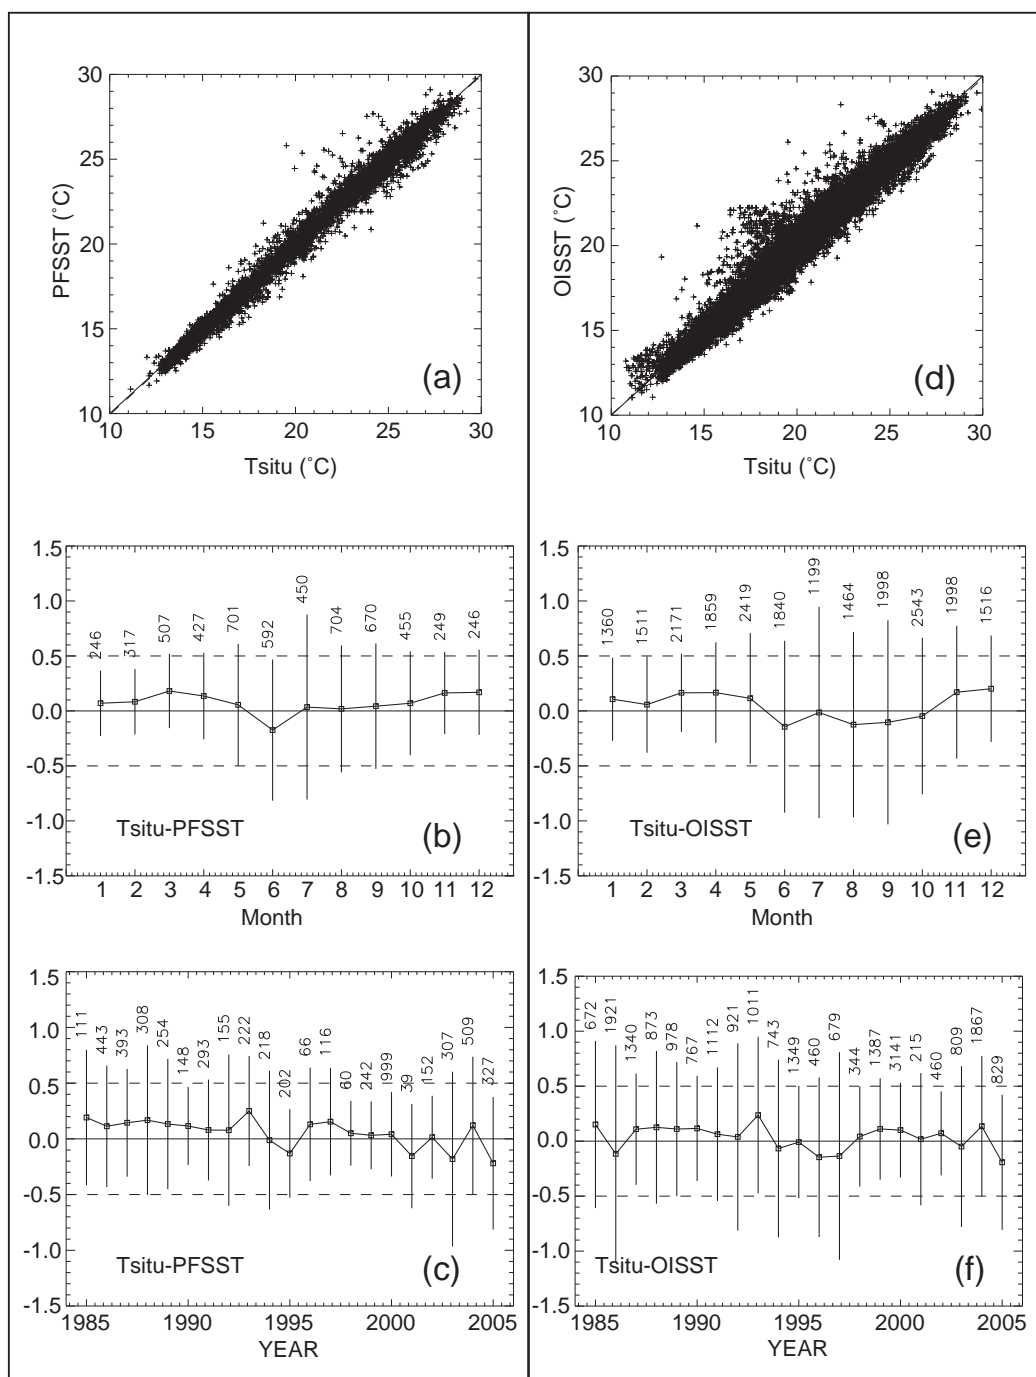 30
25
20
15
10
PFSST (˚C)
(a)
10 15 20 25 30
Tsitu (˚C)
30
25
20
15
10
OISST (˚C)
(d)
10 15 20 25 30
Tsitu (˚C)
1.5
1.0
0.5
0.0
-0.5
-1.0
-1.5
246 317 507 427 701 592 450 704 670 455 249 246
Tsitu-PFSST
(b)
1 2 3 4 5 6 7 8 9 10 11 12
Month
1.5
1.0
0.5
0.0
-0.5
-1.0
-1.5
1360 1511 2171 1859 2419 1840 1199 1464 1998 2543 1998 1516
Tsitu-OISST
(e)
1 2 3 4 5 6 7 8 9 10 11 12
Month
1.5
1.0
0.5
0.0
-0.5
-1.0
-1.5
111 443 393 308 254 148 293 155 222 218 202 66 116 60 242 1999 39 152 307 509 327
Tsitu-PFSST
(c)
1985 1990 1995 2000 2005
YEAR
1.5
1.0
0.5
0.0
-0.5
-1.0
-1.5
672 1921 1340 873 978 767 1112 921 1011 743 1349 460 679 344 1387 3141 215 460 809 1867 829
Tsitu-OISST
(f)
1985 1990 1995 2000 2005
YEAR